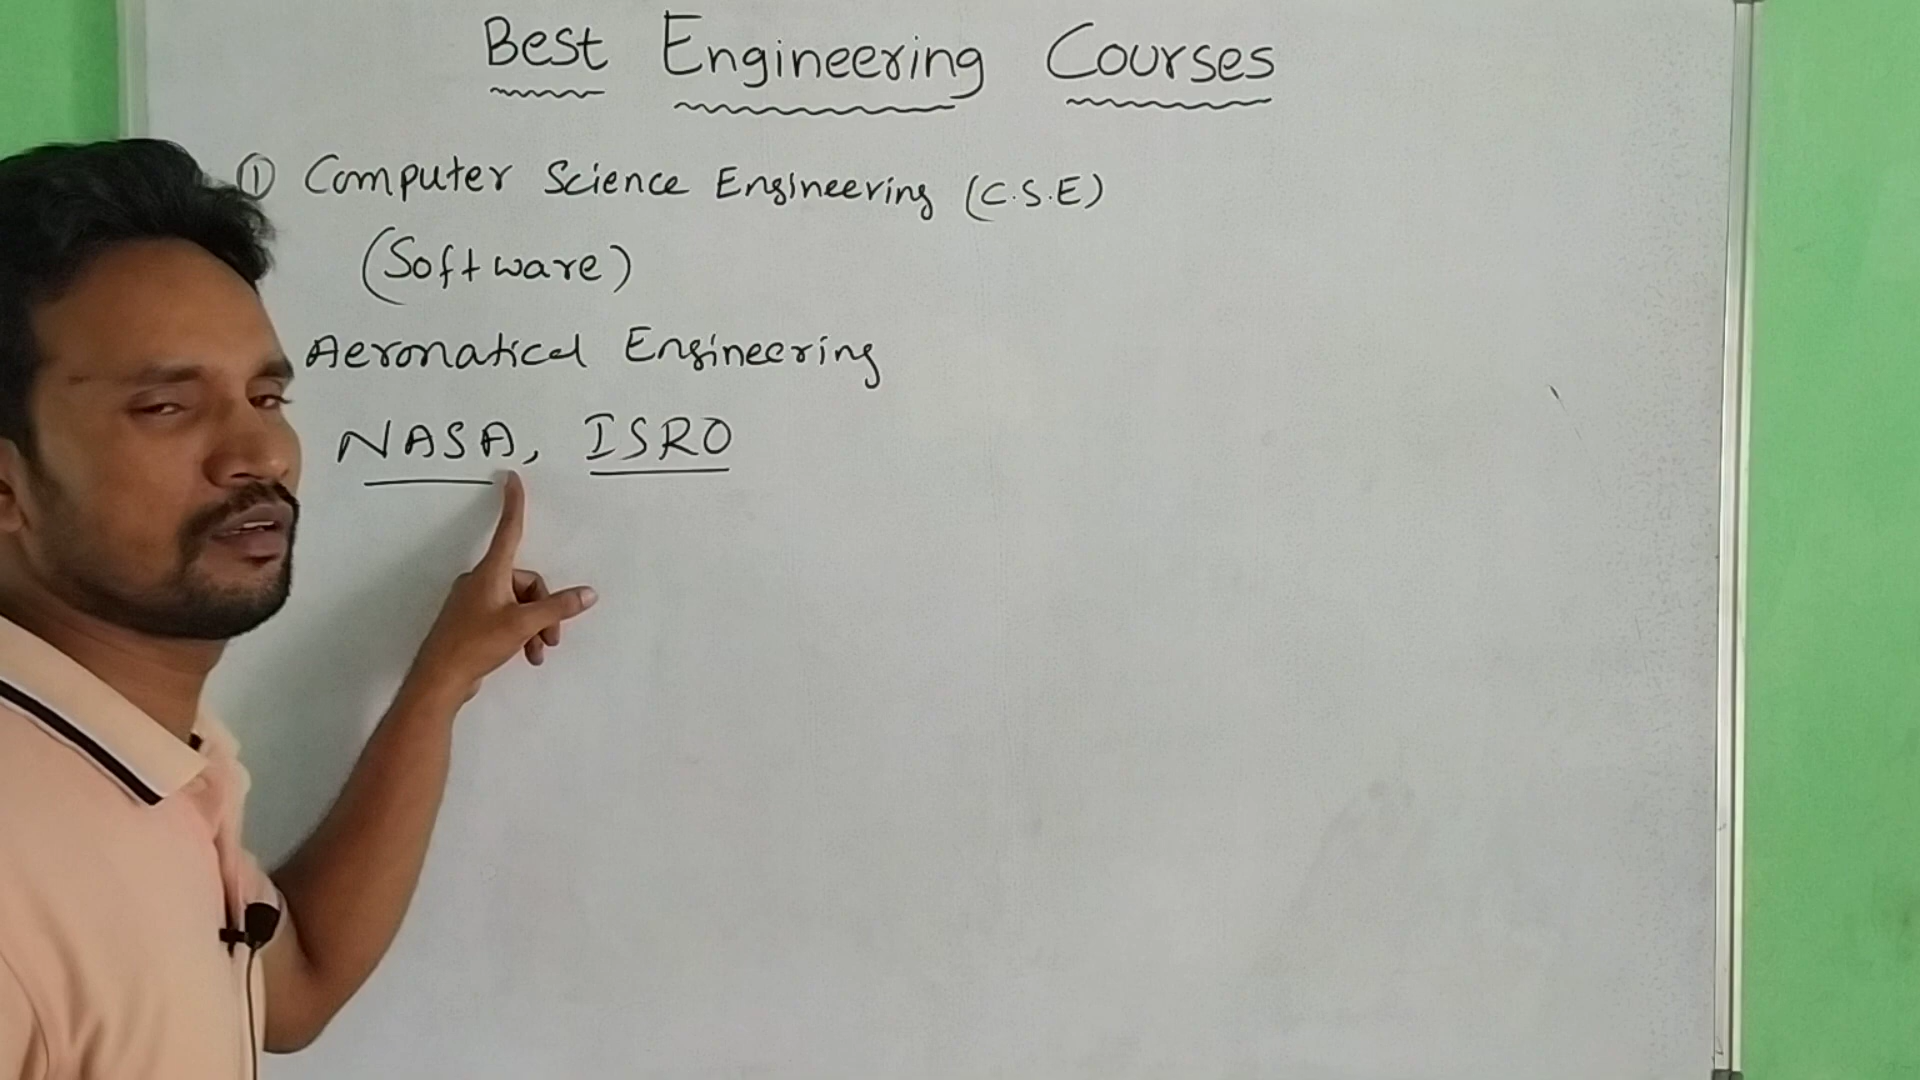 Best Engineering Courses
① Computer Science Engineering (C.S.E)
(Software)
Aeronatical Engineering
NASA, ISRO